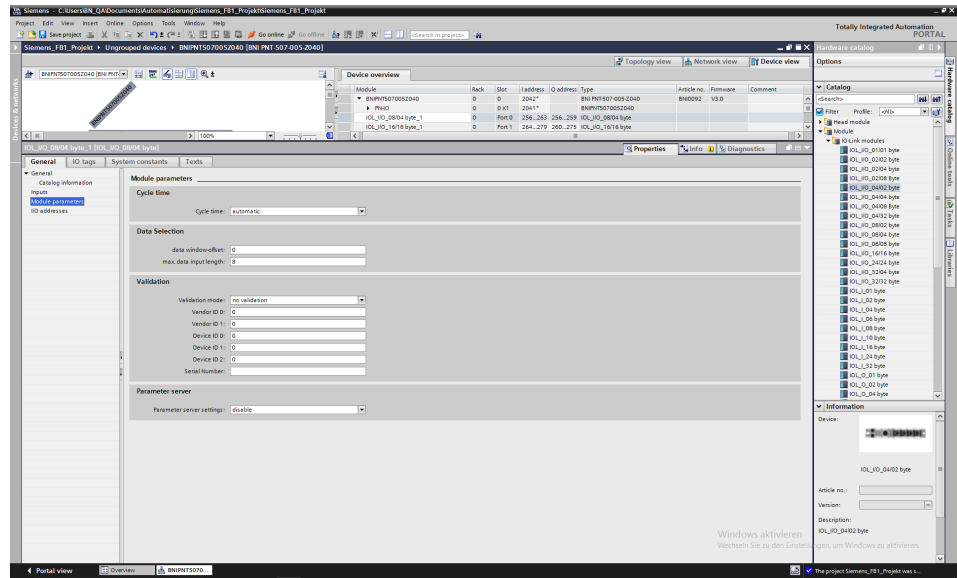 Siemens - C:\Users\BN_QA\Documents\Automatisierung\Siemens_FB1_Projekt\Siemens_FB1_Projekt
Project Edit View Insert Online Options Tools Window Help
Totally Integrated Automation
PORTAL
Save project
Go online
Go offline
<Search in project>
Siemens_FB1_Projekt
Ungrouped devices
BNIPNT507005Z040 [BNI PNT-507-005-Z040]
Hardware catalog
Topology view
Network view
Device view
Options
BNIPNT507005Z040 [BNI PNT-
BNIPNT507005Z040
100%
Device overview
Module Rack Slot I address Q address Type Article no. Firmware Comment
BNIPNT507005Z040 0 0 2042* BNI PNT-507-005-Z040 BNI0092 V3.0
PN-IO 0 0 X1 2041* BNIPNT507005Z040
IOL_I/O_08/04 byte_1 0 Port 0 256...263 256...259 IOL_I/O_08/04 byte
IOL_I/O_16/16 byte_1 0 Port 1 264...279 260...275 IOL_I/O_16/16 byte
Devices & networks
IOL_I/O_08/04 byte_1 [IOL_I/O_08/04 byte]
Properties
Info
Diagnostics
General IO tags System constants Texts
General
Catalog information
Inputs
Module parameters
I/O addresses
Module parameters
Cycle time
Cycle time: automatic
Data Selection
data window-offset: 0
max. data input length: 8
Validation
Validation mode: no validation
Vendor ID 0: 0
Vendor ID 1: 0
Device ID 0: 0
Device ID 1: 0
Device ID 2: 0
Serial Number:
Parameter server
Parameter server settings: disable
Catalog
<Search>
Filter Profile: <All>
Head module
Module
IO-Link modules
IOL_I/O_01/01 byte
IOL_I/O_02/02 byte
IOL_I/O_02/04 byte
IOL_I/O_02/08 Byte
IOL_I/O_04/02 byte
IOL_I/O_04/04 byte
IOL_I/O_04/08 Byte
IOL_I/O_04/32 byte
IOL_I/O_08/02 byte
IOL_I/O_08/04 byte
IOL_I/O_08/08 byte
IOL_I/O_16/16 byte
IOL_I/O_24/24 byte
IOL_I/O_32/04 byte
IOL_I/O_32/32 byte
IOL_I_01 byte
IOL_I_02 byte
IOL_I_04 byte
IOL_I_06 byte
IOL_I_08 byte
IOL_I_10 byte
IOL_I_16 byte
IOL_I_24 byte
IOL_I_32 byte
IOL_O_01 byte
IOL_O_02 byte
IOL_O_04 byte
Information
Device:
IOL_I/O_04/02 byte
Article no.:
Version:
Description:
IOL_I/O_04/02 byte
Hardware catalog
Online tools
Tasks
Libraries
Windows aktivieren
Wechseln Sie zu den Einstellungen, um Windows zu aktivieren.
Portal view
Overview
BNIPNT5070...
The project Siemens_FB1_Projekt was s...